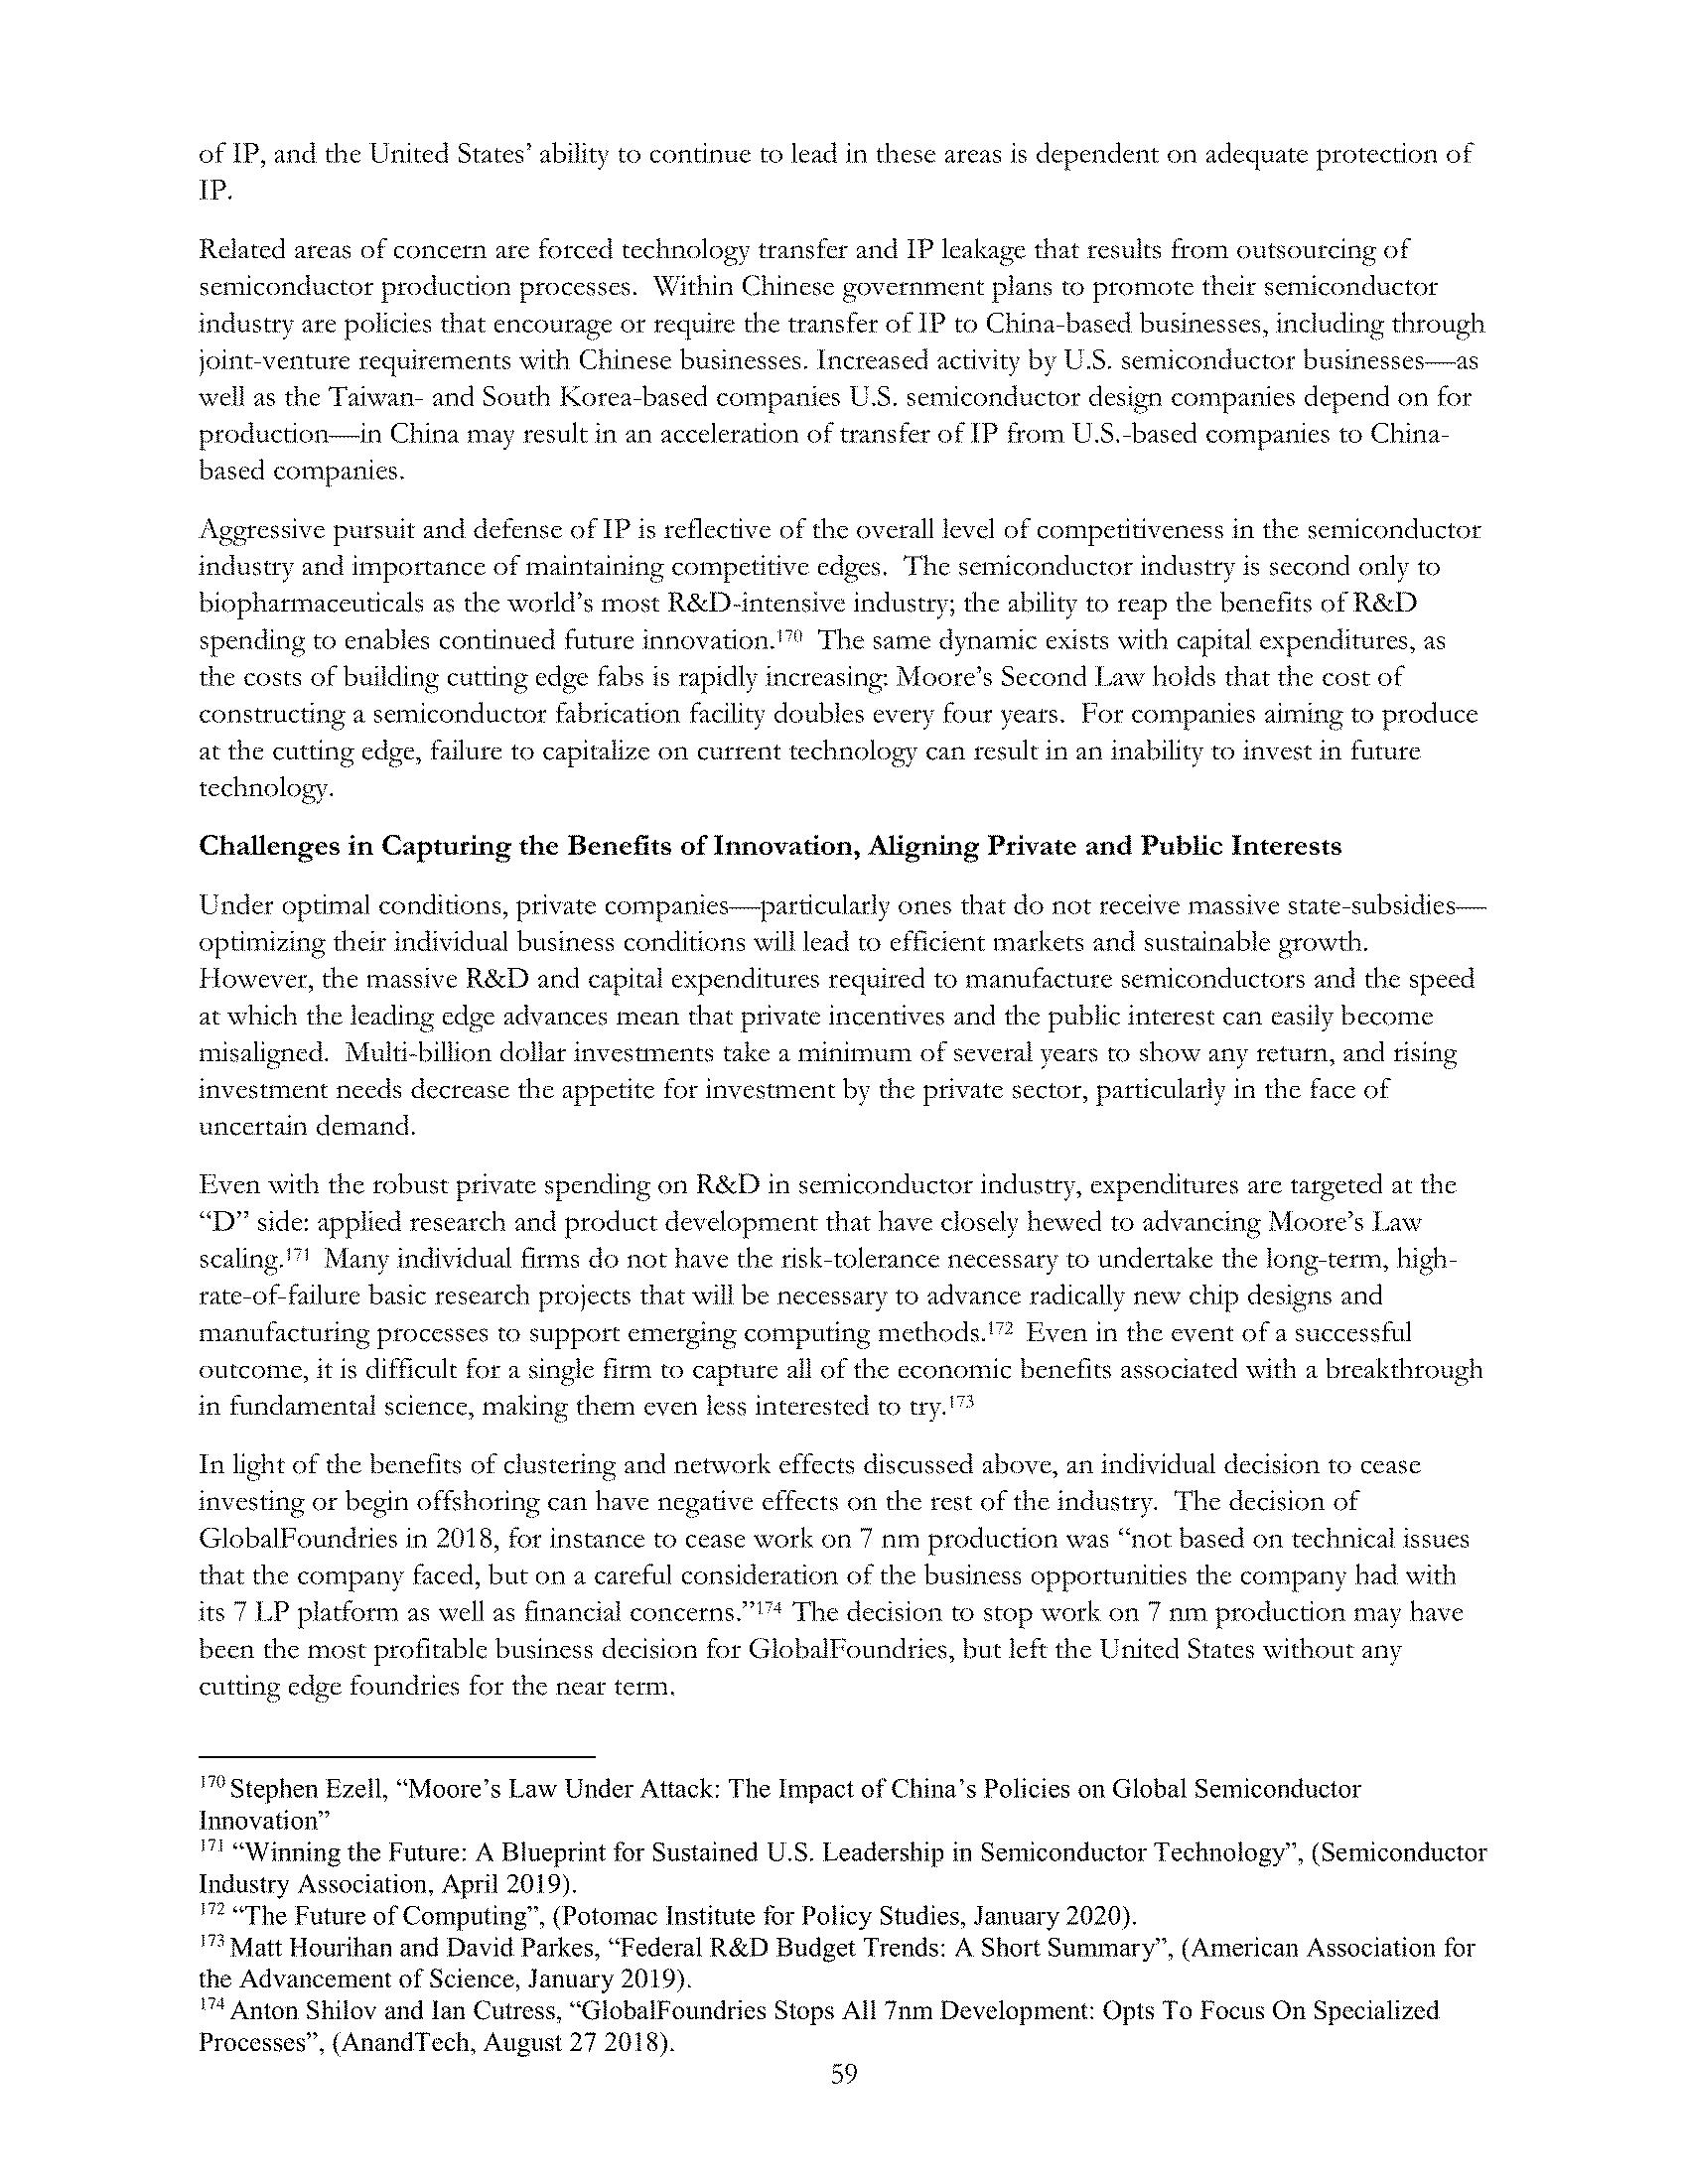 of IP, and the United States’ ability to continue to lead in these areas is dependent on adequate protection of
IP.
Related areas of concern are forced technology transfer and IP leakage that results from outsourcing of
semiconductor production processes.  Within Chinese government plans to promote their semiconductor
industry are policies that encourage or require the transfer of IP to China-based businesses, including through
joint-venture requirements with Chinese businesses. Increased activity by U.S. semiconductor businesses—as
well as the Taiwan- and South Korea-based companies U.S. semiconductor design companies depend on for
production—in China may result in an acceleration of transfer of IP from U.S.-based companies to China-
based companies.
Aggressive pursuit and defense of IP is reflective of the overall level of competitiveness in the semiconductor
industry and importance of maintaining competitive edges.  The semiconductor industry is second only to
biopharmaceuticals as the world’s most R&D-intensive industry; the ability to reap the benefits of R&D
spending to enables continued future innovation.170  The same dynamic exists with capital expenditures, as
the costs of building cutting edge fabs is rapidly increasing: Moore’s Second Law holds that the cost of
constructing a semiconductor fabrication facility doubles every four years.  For companies aiming to produce
at the cutting edge, failure to capitalize on current technology can result in an inability to invest in future
technology.
Challenges in Capturing the Benefits of Innovation, Aligning Private and Public Interests
Under optimal conditions, private companies—particularly ones that do not receive massive state-subsidies—
optimizing their individual business conditions will lead to efficient markets and sustainable growth.
However, the massive R&D and capital expenditures required to manufacture semiconductors and the speed
at which the leading edge advances mean that private incentives and the public interest can easily become
misaligned.  Multi-billion dollar investments take a minimum of several years to show any return, and rising
investment needs decrease the appetite for investment by the private sector, particularly in the face of
uncertain demand.
Even with the robust private spending on R&D in semiconductor industry, expenditures are targeted at the
“D” side: applied research and product development that have closely hewed to advancing Moore’s Law
scaling.171  Many individual firms do not have the risk-tolerance necessary to undertake the long-term, high-
rate-of-failure basic research projects that will be necessary to advance radically new chip designs and
manufacturing processes to support emerging computing methods.172  Even in the event of a successful
outcome, it is difficult for a single firm to capture all of the economic benefits associated with a breakthrough
in fundamental science, making them even less interested to try.173
In light of the benefits of clustering and network effects discussed above, an individual decision to cease
investing or begin offshoring can have negative effects on the rest of the industry.  The decision of
GlobalFoundries in 2018, for instance to cease work on 7 nm production was “not based on technical issues
that the company faced, but on a careful consideration of the business opportunities the company had with
its 7 LP platform as well as financial concerns.”174 The decision to stop work on 7 nm production may have
been the most profitable business decision for GlobalFoundries, but left the United States without any
cutting edge foundries for the near term.
170 Stephen Ezell, “Moore’s Law Under Attack: The Impact of China’s Policies on Global Semiconductor
Innovation”
171 “Winning the Future: A Blueprint for Sustained U.S. Leadership in Semiconductor Technology”, (Semiconductor
Industry Association, April 2019).
172 “The Future of Computing”, (Potomac Institute for Policy Studies, January 2020).
173 Matt Hourihan and David Parkes, “Federal R&D Budget Trends: A Short Summary”, (American Association for
the Advancement of Science, January 2019).
174 Anton Shilov and Ian Cutress, “GlobalFoundries Stops All 7nm Development: Opts To Focus On Specialized
Processes”, (AnandTech, August 27 2018).
59